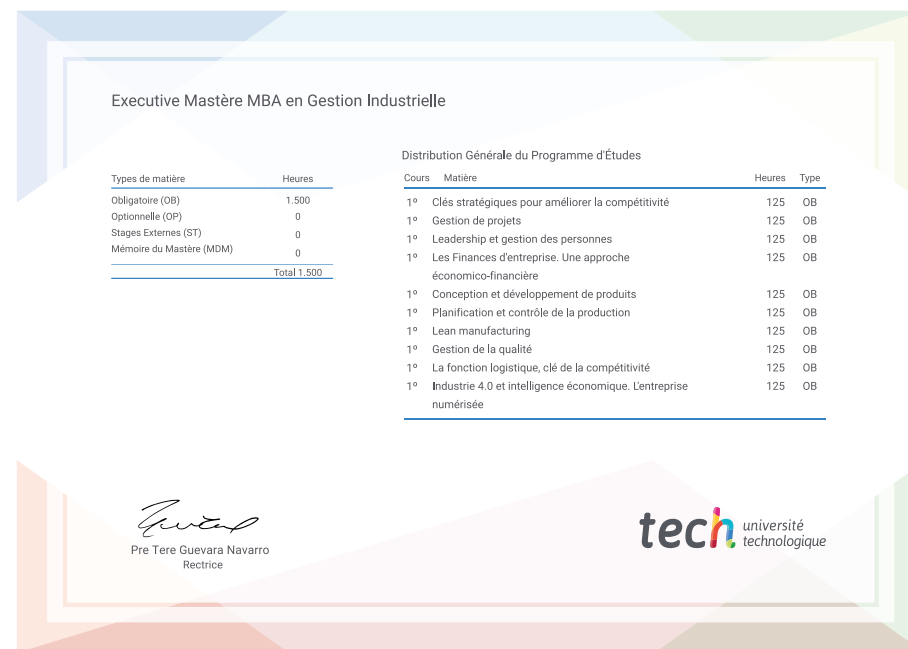 Executive Mastère MBA en Gestion Industrielle
Types de matière Heures
Obligatoire (OB) 1.500
Optionnelle (OP) 0
Stages Externes (ST) 0
Mémoire du Mastère (MDM) 0
Total 1.500
Distribution Générale du Programme d'Études
Cours Matière Heures Type
1º Clés stratégiques pour améliorer la compétitivité 125 OB
1º Gestion de projets 125 OB
1º Leadership et gestion des personnes 125 OB
1º Les Finances d'entreprise. Une approche 125 OB
économico-financière
1º Conception et développement de produits 125 OB
1º Planification et contrôle de la production 125 OB
1º Lean manufacturing 125 OB
1º Gestion de la qualité 125 OB
1º La fonction logistique, clé de la compétitivité 125 OB
1º Industrie 4.0 et intelligence économique. L'entreprise 125 OB
numérisée
Pre Tere Guevara Navarro
Rectrice
tech université
technologique